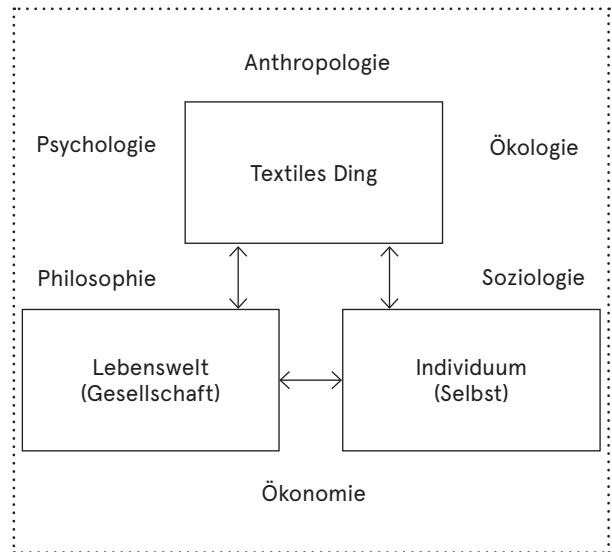 Anthropologie
Psychologie
Ökologie
Textiles Ding
Philosophie
Soziologie
Lebenswelt
(Gesellschaft)
Individuum
(Selbst)
Ökonomie